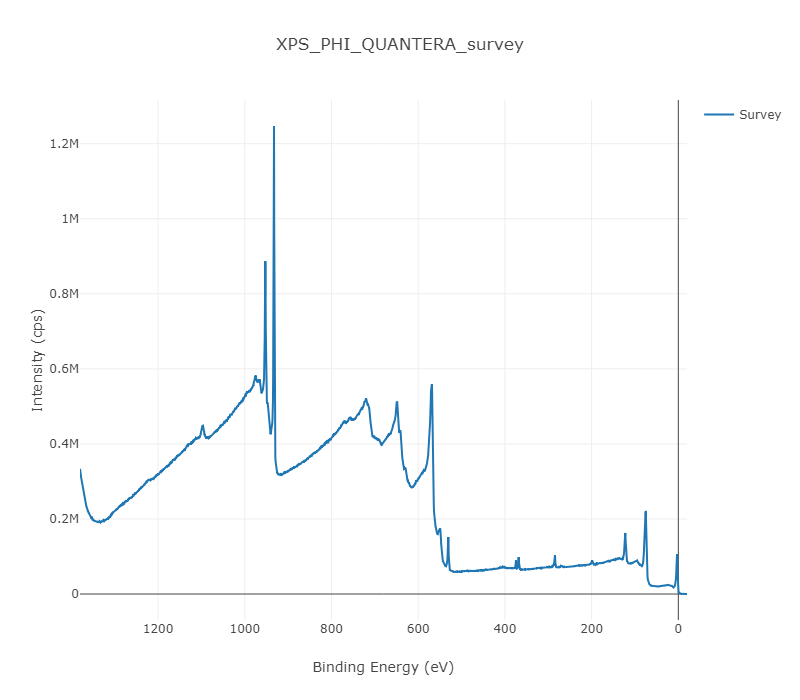 XPS_PHI_QUANTERA_survey
Survey
1.2M
1M
0.8M
0.6M
0.4M
0.2M
0
Intensity (cps)
1200 1000 800 600 400 200 0
Binding Energy (eV)